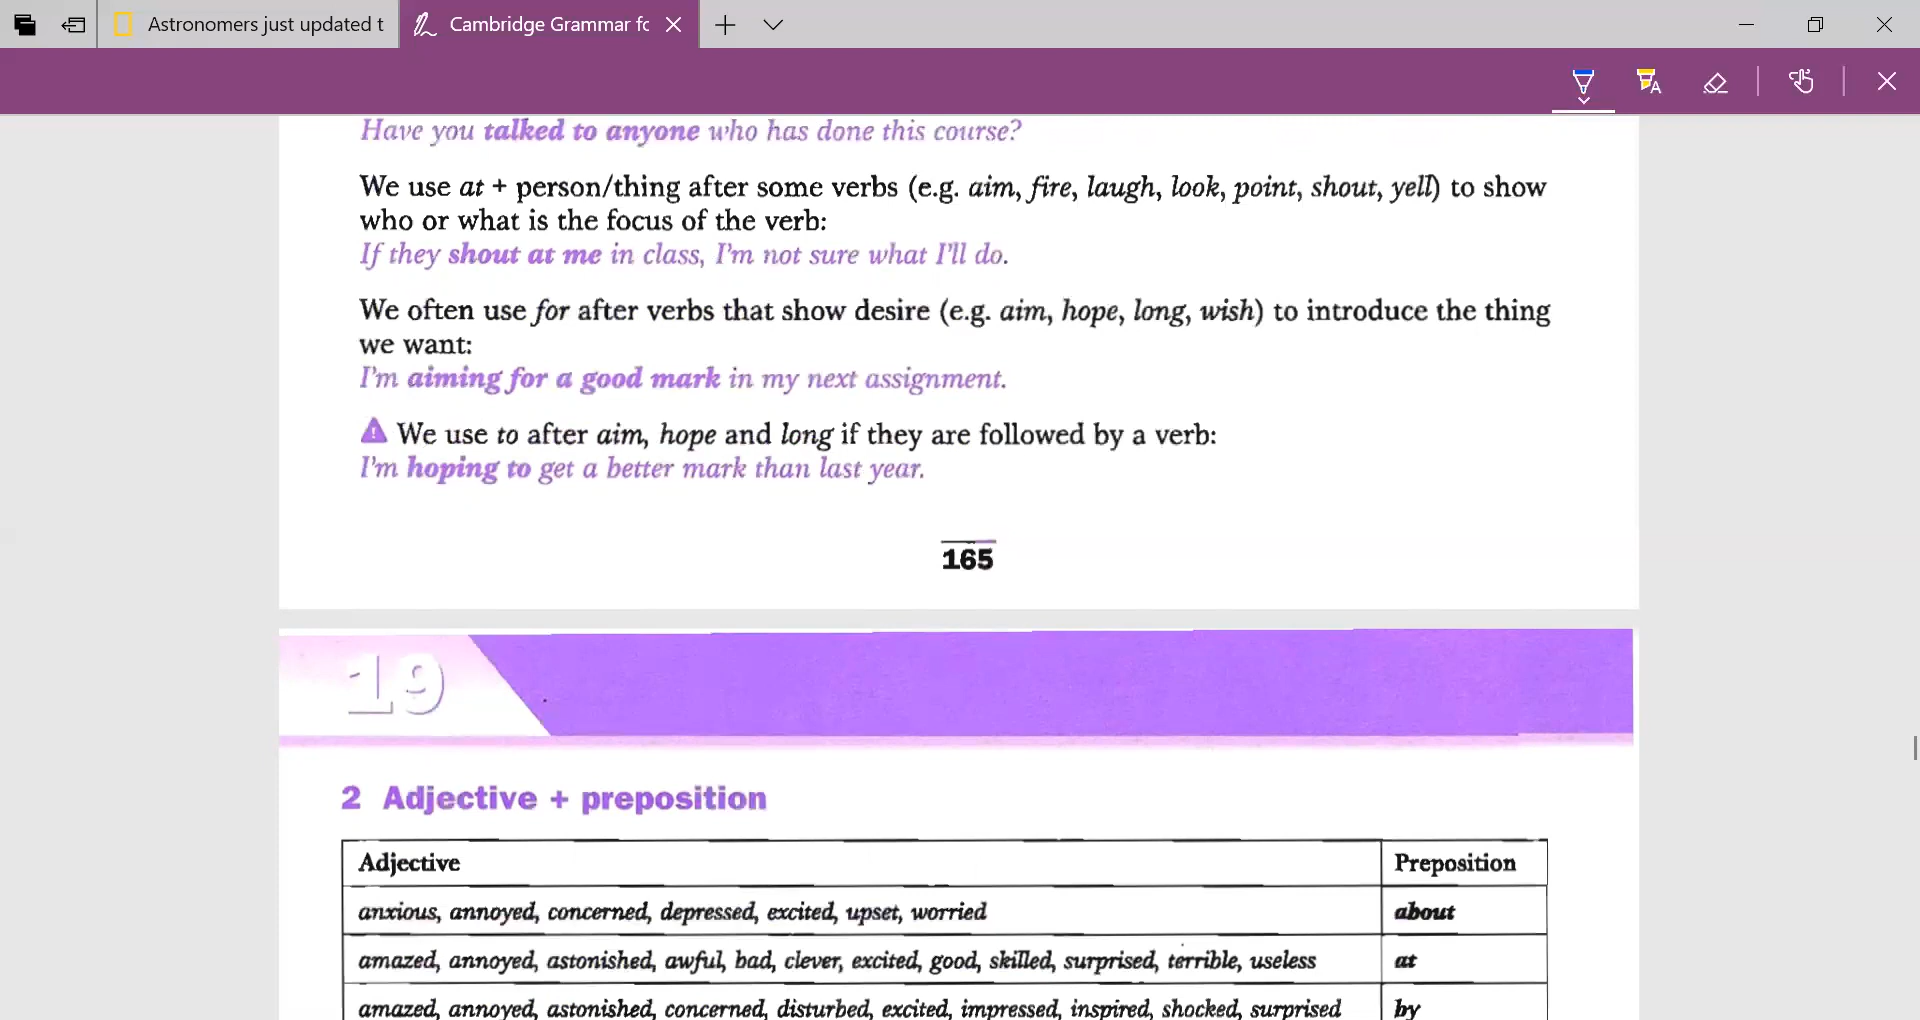 Astronomers just updated t
Cambridge Grammar fo
Have you talked to anyone who has done this course?
We use at + person/thing after some verbs (e.g. aim, fire, laugh, look, point, shout, yell) to show
who or what is the focus of the verb:
If they shout at me in class, I'm not sure what I'll do.
We often use for after verbs that show desire (e.g. aim, hope, long, wish) to introduce the thing
we want:
I'm aiming for a good mark in my next assignment.
We use to after aim, hope and long if they are followed by a verb:
I'm hoping to get a better mark than last year.
165
19
2 Adjective + preposition
Adjective Preposition
anxious, annoyed, concerned, depressed, excited, upset, worried about
amazed, annoyed, astonished, awful, bad, clever, excited, good, skilled, surprised, terrible, useless at
amazed, annoyed, astonished, concerned, disturbed, excited, impressed, inspired, shocked, surprised by